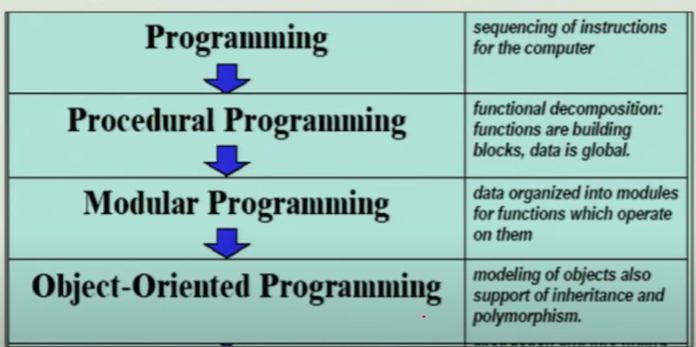 Programming
sequencing of instructions
for the computer
Procedural Programming
functional decomposition:
functions are building
blocks, data is global.
Modular Programming
data organized into modules
for functions which operate
on them
Object-Oriented Programming
modeling of objects also
support of inheritance and
polymorphism.